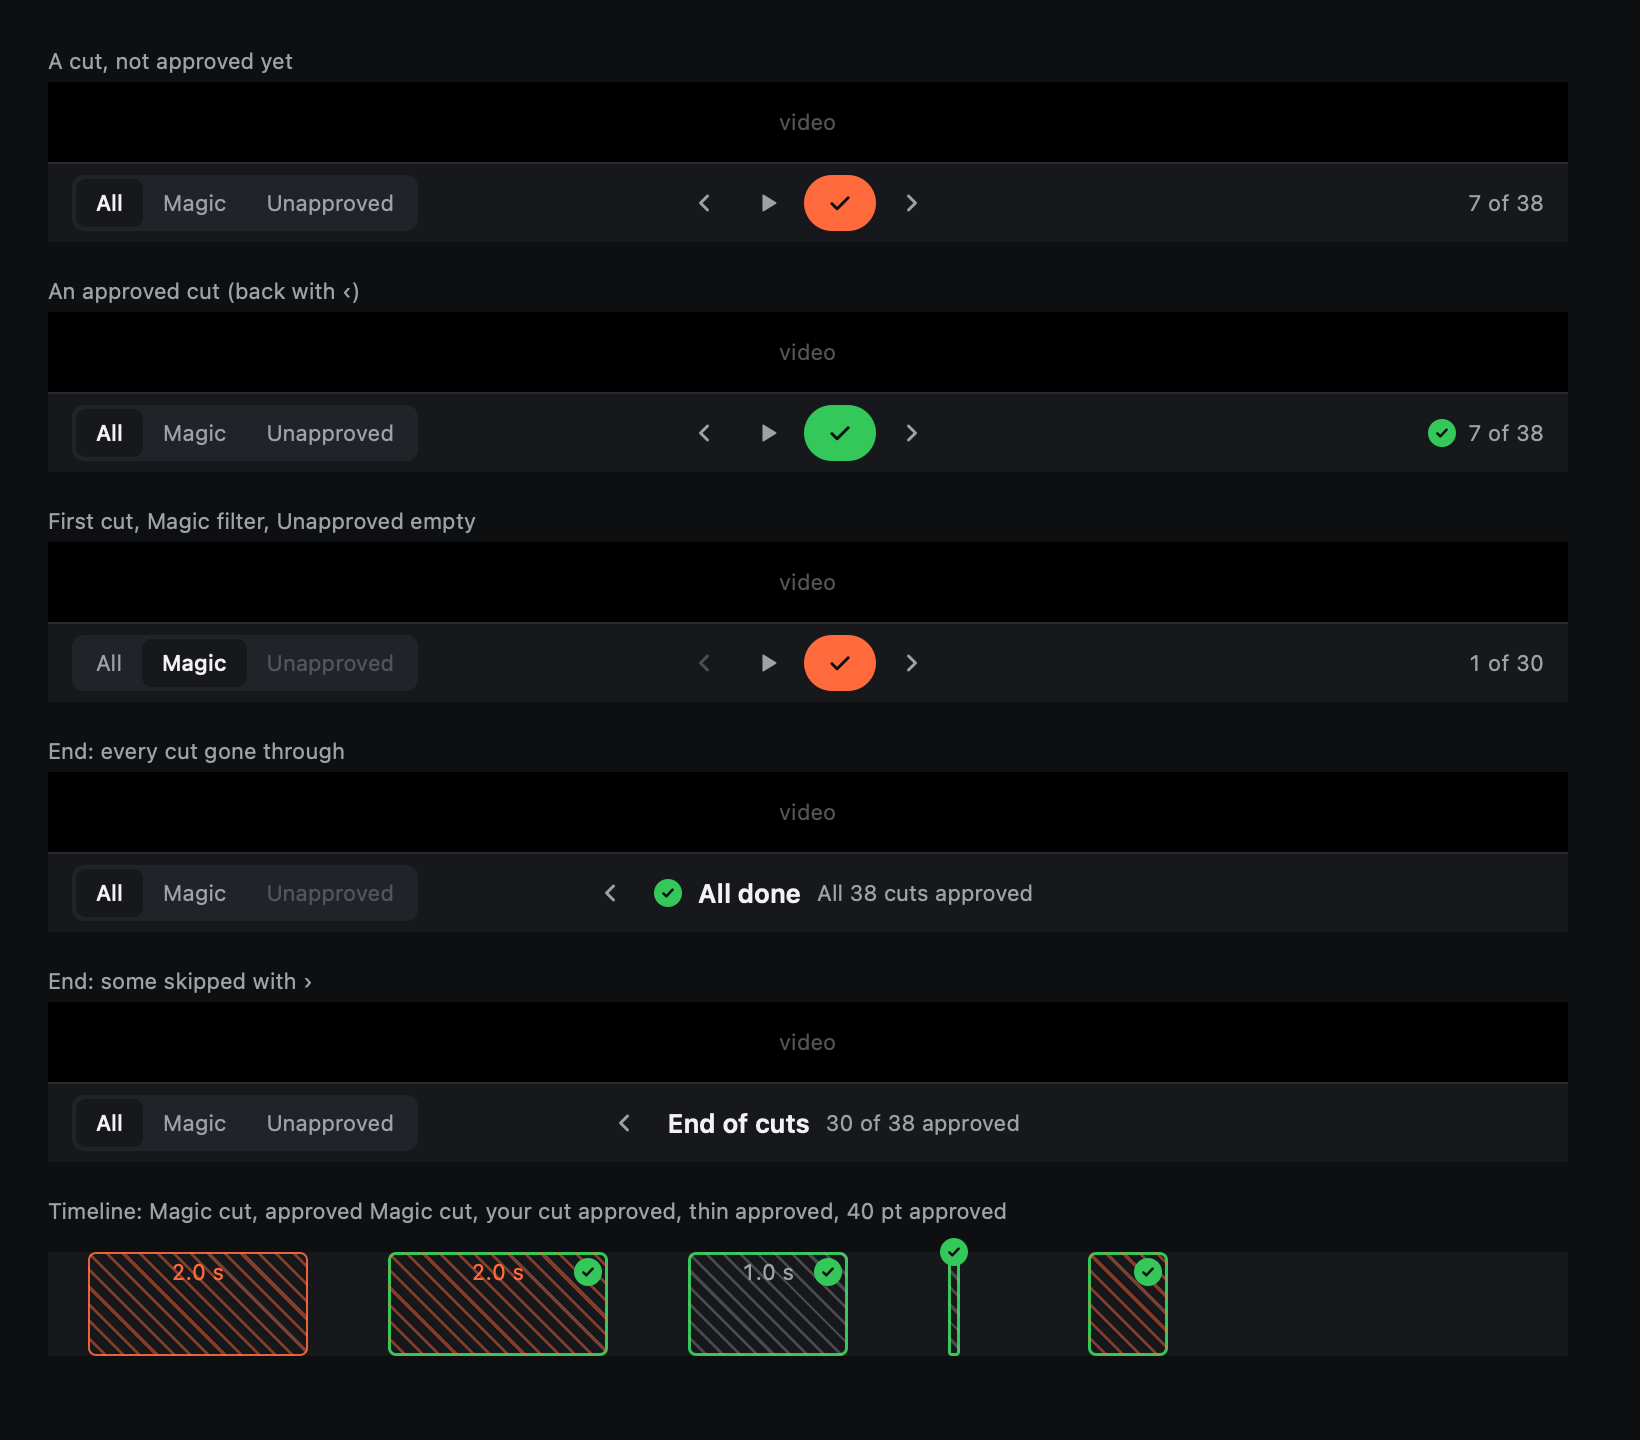 A cut, not approved yet
video
All Magic Unapproved 7 of 38
An approved cut (back with ‹)
video
All Magic Unapproved 7 of 38
First cut, Magic filter, Unapproved empty
video
All Magic Unapproved 1 of 30
End: every cut gone through
video
All Magic Unapproved All done All 38 cuts approved
End: some skipped with ›
video
All Magic Unapproved End of cuts 30 of 38 approved
Timeline: Magic cut, approved Magic cut, your cut approved, thin approved, 40 pt approved
2.0 s 2.0 s 1.0 s